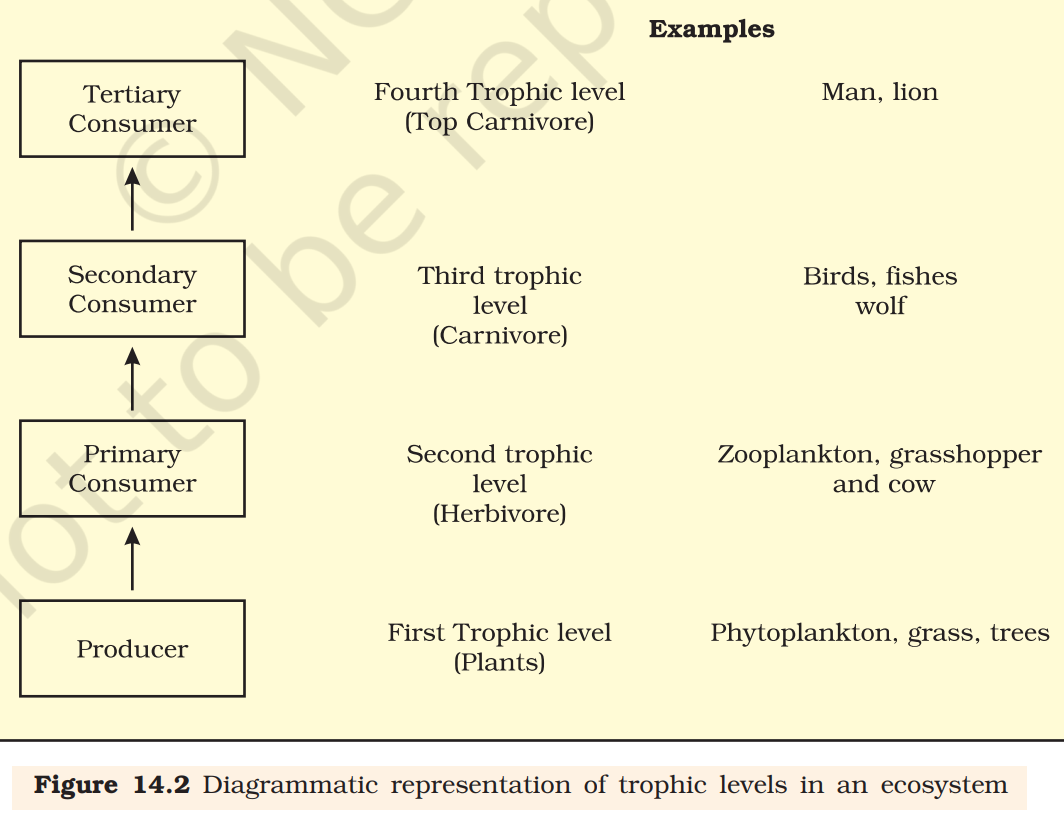 Examples
Tertiary
Consumer
Fourth Trophic level
(Top Carnivore)
Man, lion
Secondary
Consumer
Third trophic
level
(Carnivore)
Birds, fishes
wolf
Primary
Consumer
Second trophic
level
(Herbivore)
Zooplankton, grasshopper
and cow
Producer
First Trophic level
(Plants)
Phytoplankton, grass, trees
Figure 14.2 Diagrammatic representation of trophic levels in an ecosystem
©
to be